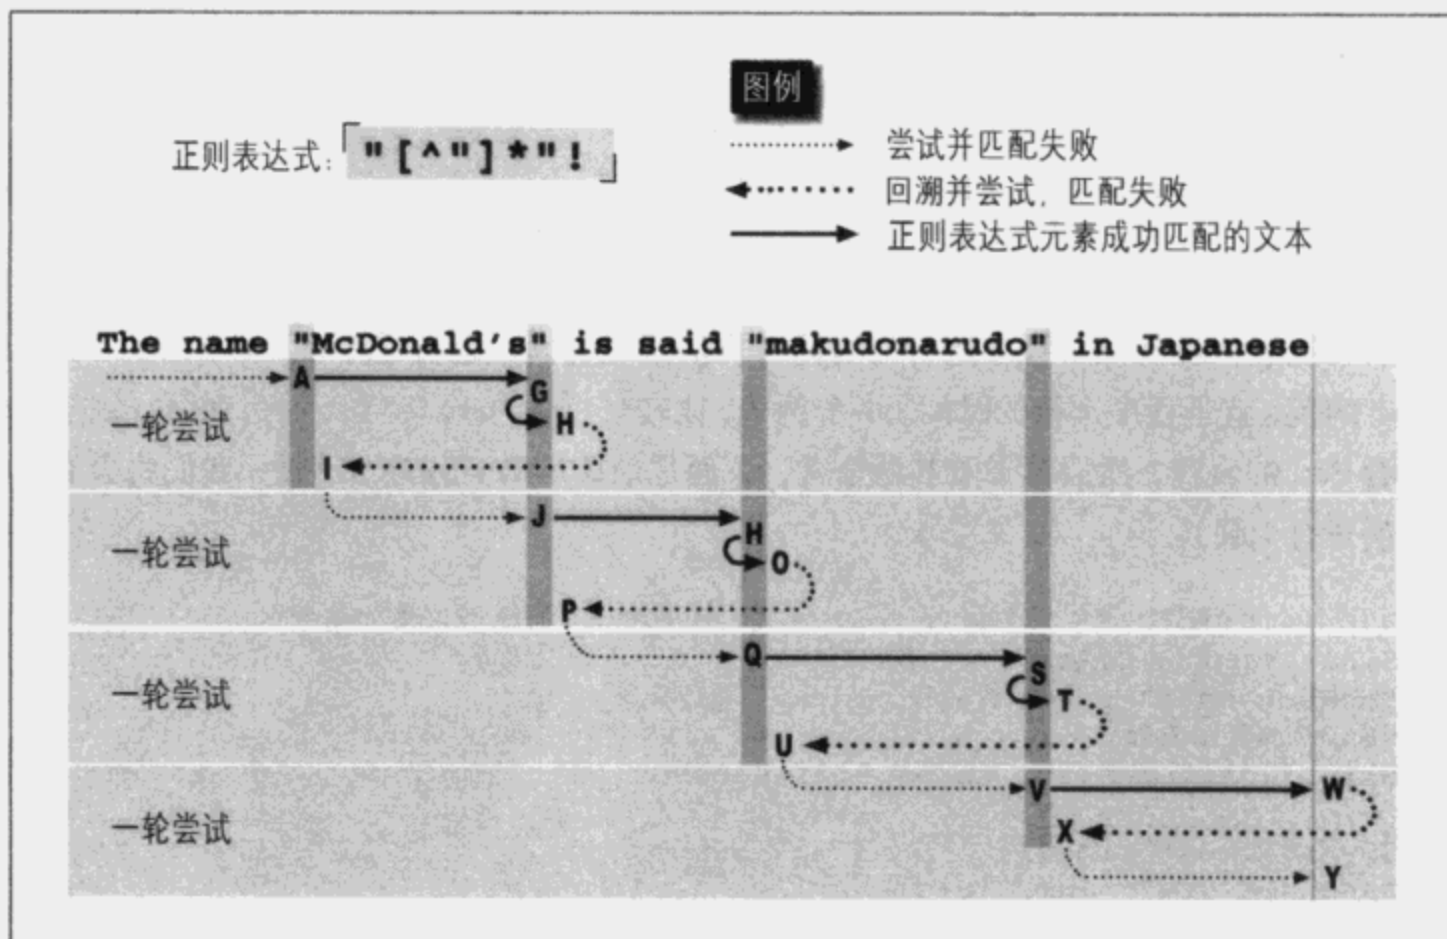 图例
正则表达式: "[^"]*"!
尝试并匹配失败
回溯并尝试, 匹配失败
正则表达式元素成功匹配的文本
The name "McDonald's" is said "makudonarudo" in Japanese
A
G
一轮尝试
H
I
J
一轮尝试
H
O
P
Q
S
一轮尝试
T
U
V
W
一轮尝试
X
Y